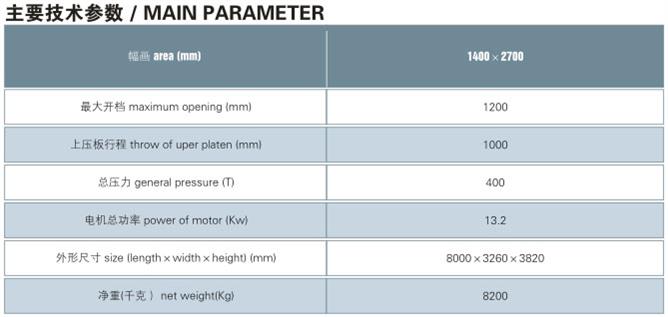 主要技术参数 / MAIN PARAMETER
幅画 area (mm) 1400 × 2700
最大开档 maximum opening (mm) 1200
上压板行程 throw of uper platen (mm) 1000
总压力 general pressure (T) 400
电机总功率 power of motor (Kw) 13.2
外形尺寸 size (length × width × height) (mm) 8000 × 3260 × 3820
净重(千克 ) net weight(Kg) 8200